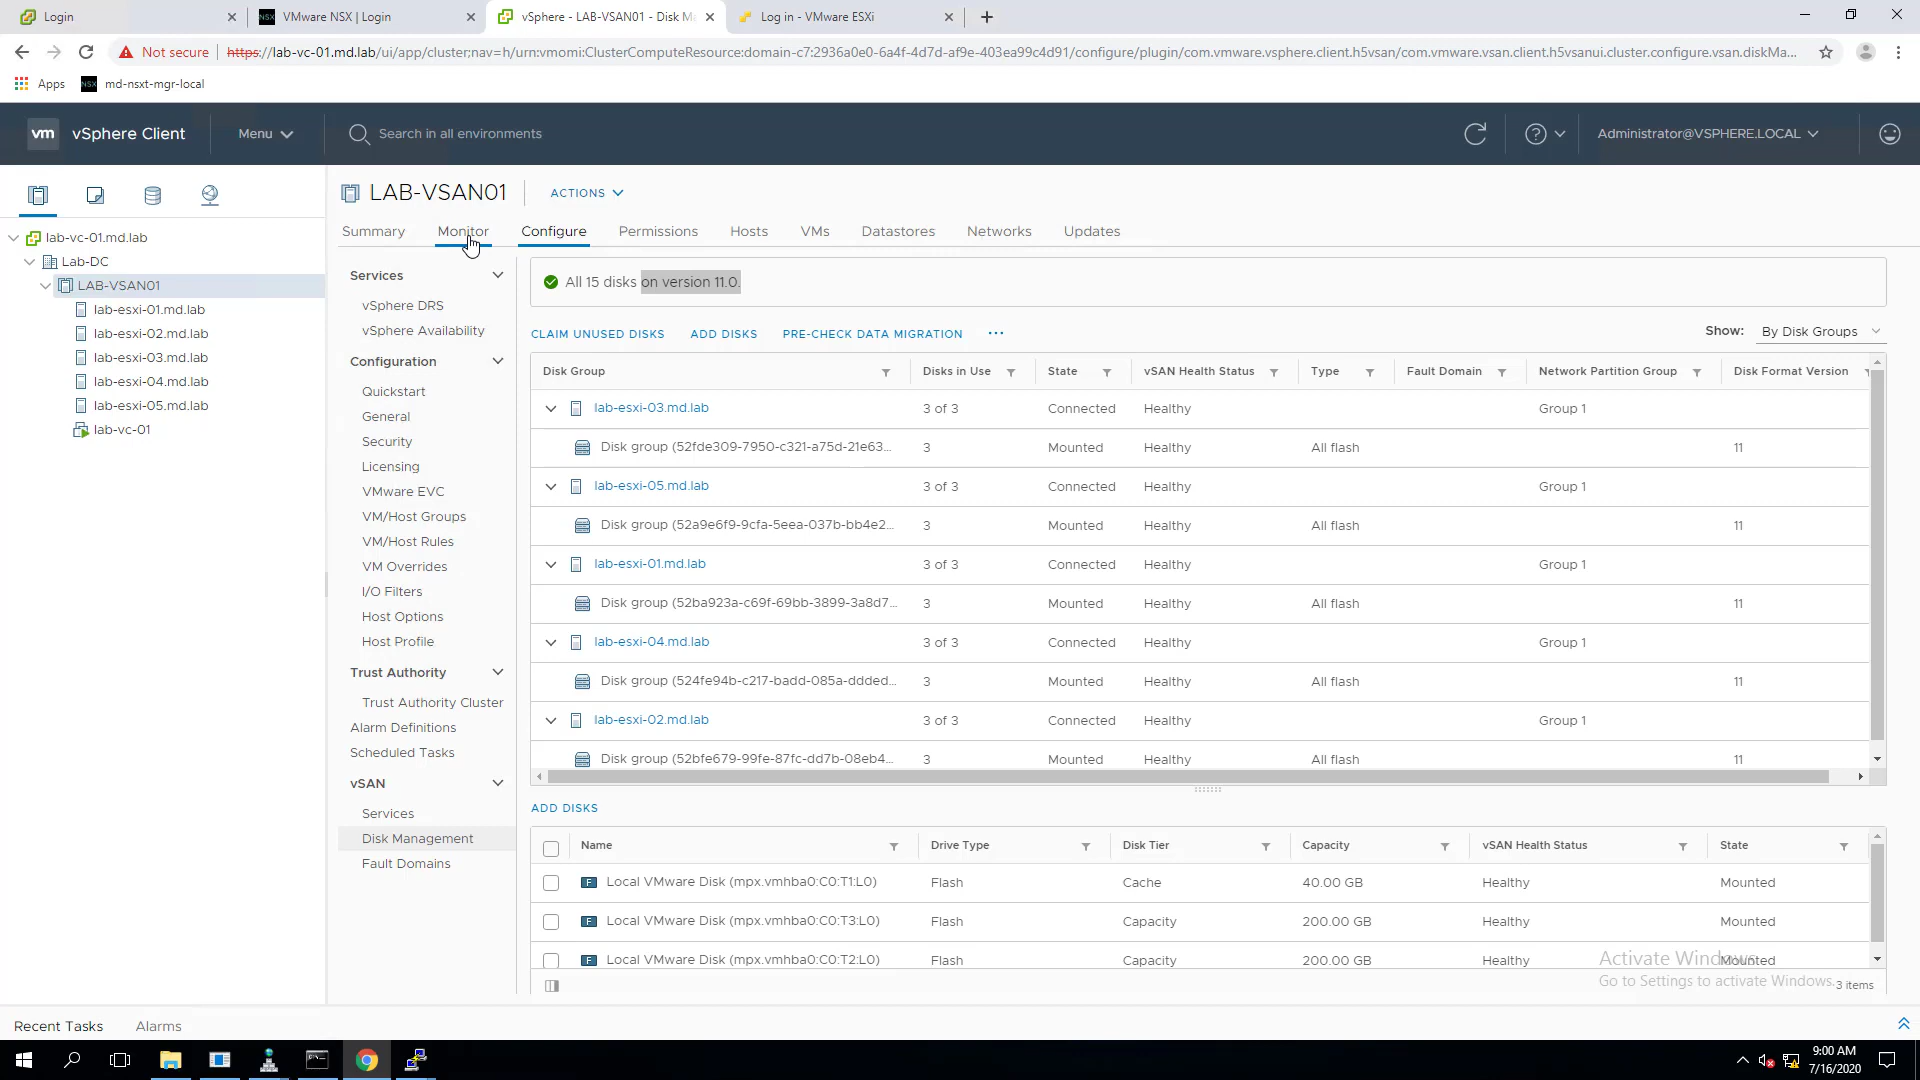 Login
VMware NSX | Login
vSphere - LAB-VSAN01 - Disk Ma
Log in - VMware ESXi
Not secure
https://lab-vc-01.md.lab/ui/app/cluster;nav=h/urn:vmomi:ClusterComputeResource:domain-c7:2936a0e0-6a4f-4d7d-af9e-403ea99c4d91/configure/plugin/com.vmware.vsphere.client.h5vsan/com.vmware.vsan.client.h5vsanui.cluster.configure.vsan.diskMa...
Apps
NSX
md-nsxt-mgr-local
vm
vSphere Client
Menu
Search in all environments
Administrator@VSPHERE.LOCAL
LAB-VSAN01
ACTIONS
Summary Monitor Configure Permissions Hosts VMs Datastores Networks Updates
lab-vc-01.md.lab
Lab-DC
LAB-VSAN01
lab-esxi-01.md.lab
lab-esxi-02.md.lab
lab-esxi-03.md.lab
lab-esxi-04.md.lab
lab-esxi-05.md.lab
lab-vc-01
Services
vSphere DRS
vSphere Availability
Configuration
Quickstart
General
Security
Licensing
VMware EVC
VM/Host Groups
VM/Host Rules
VM Overrides
I/O Filters
Host Options
Host Profile
Trust Authority
Trust Authority Cluster
Alarm Definitions
Scheduled Tasks
vSAN
Services
Disk Management
Fault Domains
All 15 disks on version 11.0.
CLAIM UNUSED DISKS ADD DISKS PRE-CHECK DATA MIGRATION ...
Show: By Disk Groups
Disk Group Disks in Use State vSAN Health Status Type Fault Domain Network Partition Group Disk Format Version
lab-esxi-03.md.lab 3 of 3 Connected Healthy Group 1
Disk group (52fde309-7950-c321-a75d-21e63... 3 Mounted Healthy All flash 11
lab-esxi-05.md.lab 3 of 3 Connected Healthy Group 1
Disk group (52a9e6f9-9cfa-5eea-037b-bb4e2... 3 Mounted Healthy All flash 11
lab-esxi-01.md.lab 3 of 3 Connected Healthy Group 1
Disk group (52ba923a-c69f-69bb-3899-3a8d7... 3 Mounted Healthy All flash 11
lab-esxi-04.md.lab 3 of 3 Connected Healthy Group 1
Disk group (524fe94b-c217-badd-085a-ddded... 3 Mounted Healthy All flash 11
lab-esxi-02.md.lab 3 of 3 Connected Healthy Group 1
Disk group (52bfe679-99fe-87fc-dd7b-08eb4... 3 Mounted Healthy All flash 11
ADD DISKS
Name Drive Type Disk Tier Capacity vSAN Health Status State
F Local VMware Disk (mpx.vmhba0:C0:T1:L0) Flash Cache 40.00 GB Healthy Mounted
F Local VMware Disk (mpx.vmhba0:C0:T3:L0) Flash Capacity 200.00 GB Healthy Mounted
F Local VMware Disk (mpx.vmhba0:C0:T2:L0) Flash Capacity 200.00 GB Healthy Mounted
Activate Windows
Go to Settings to activate Windows.
3 items
Recent Tasks Alarms
9:00 AM
7/16/2020